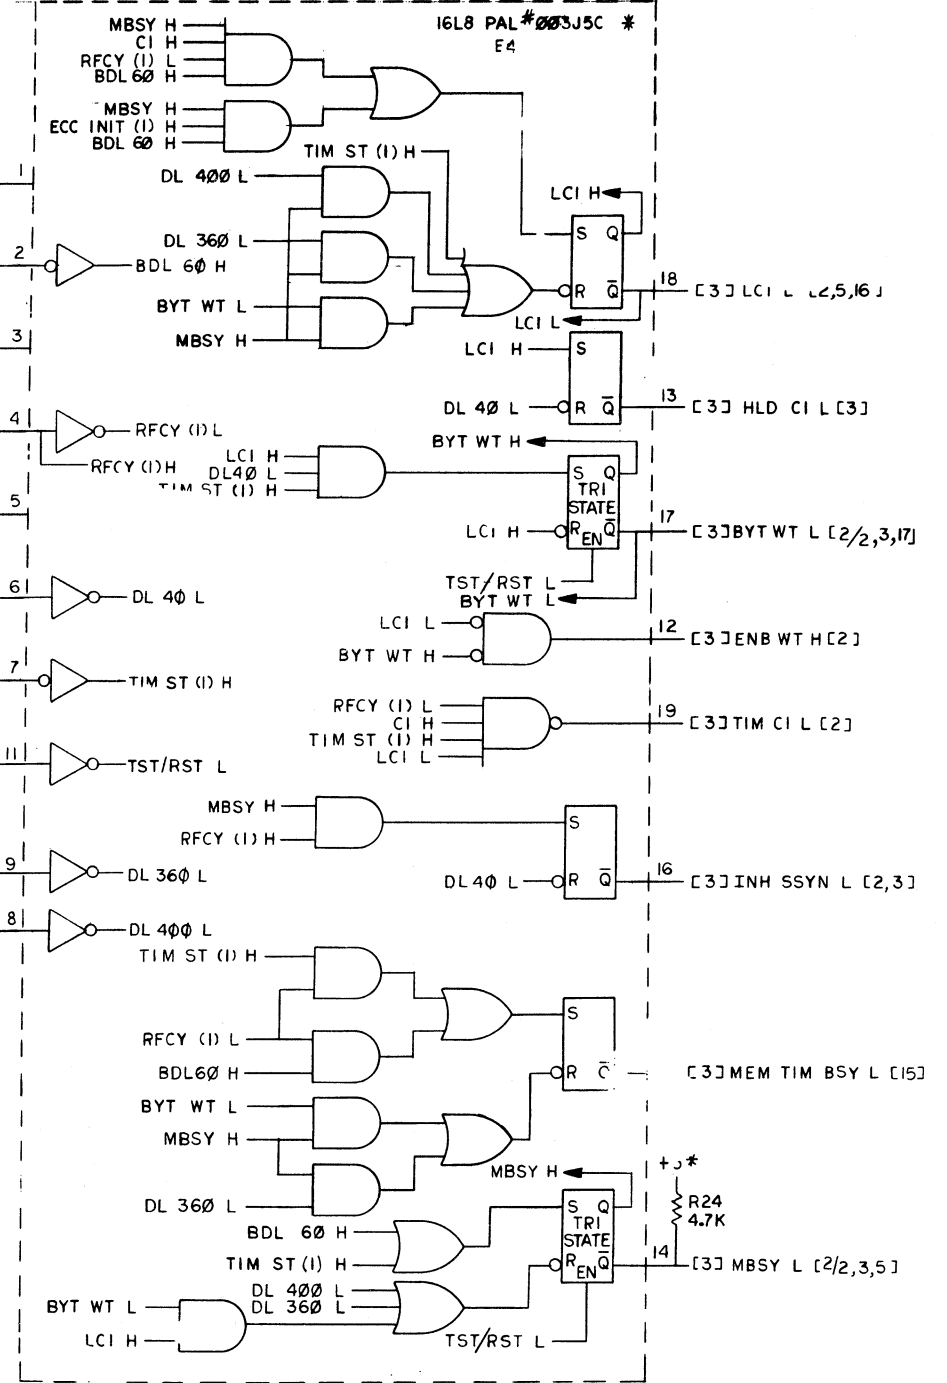 16L8 PAL #003J5C *
E4
MBSY H
CI H
RFCY (1) L
BDL 60 H
MBSY H
ECC INIT (1) H
BDL 60 H
TIM ST (1) H
1
DL 400 L
LCI H
S Q
2
BDL 60 H
DL 360 L
R Q̅
18
[3] LCI L [2,5,16]
BYT WT L
LCI L
3
MBSY H
LCI H
S
DL 40 L
R Q̅
13
[3] HLD CI L [3]
4
RFCY (1) L
BYT WT H
RFCY (1) H
LCI H
DL40 L
TIM ST (1) H
S Q
TRI
STATE
5
LCI H
R Q̅
EN
17
[3] BYT WT L [2/2,3,17]
TST/RST L
BYT WT L
6
DL 40 L
LCI L
BYT WT H
12
[3] ENB WT H [2]
7
TIM ST (1) H
RFCY (1) L
CI H
TIM ST (1) H
LCI L
19
[3] TIM CI L [2]
11
TST/RST L
MBSY H
RFCY (1) H
S
9
DL 360 L
DL 40 L
R Q̅
16
[3] INH SSYN L [2,3]
8
DL 400 L
TIM ST (1) H
S
RFCY (1) L
BDL60 H
R
[3] MEM TIM BSY L [15]
BYT WT L
MBSY H
MBSY H
DL 360 L
S Q
TRI
STATE
R24
4.7K
BDL 60 H
TIM ST (1) H
R Q̅
EN
14
[3] MBSY L [2/2,3,5]
DL 400 L
DL 360 L
BYT WT L
LCI H
TST/RST L